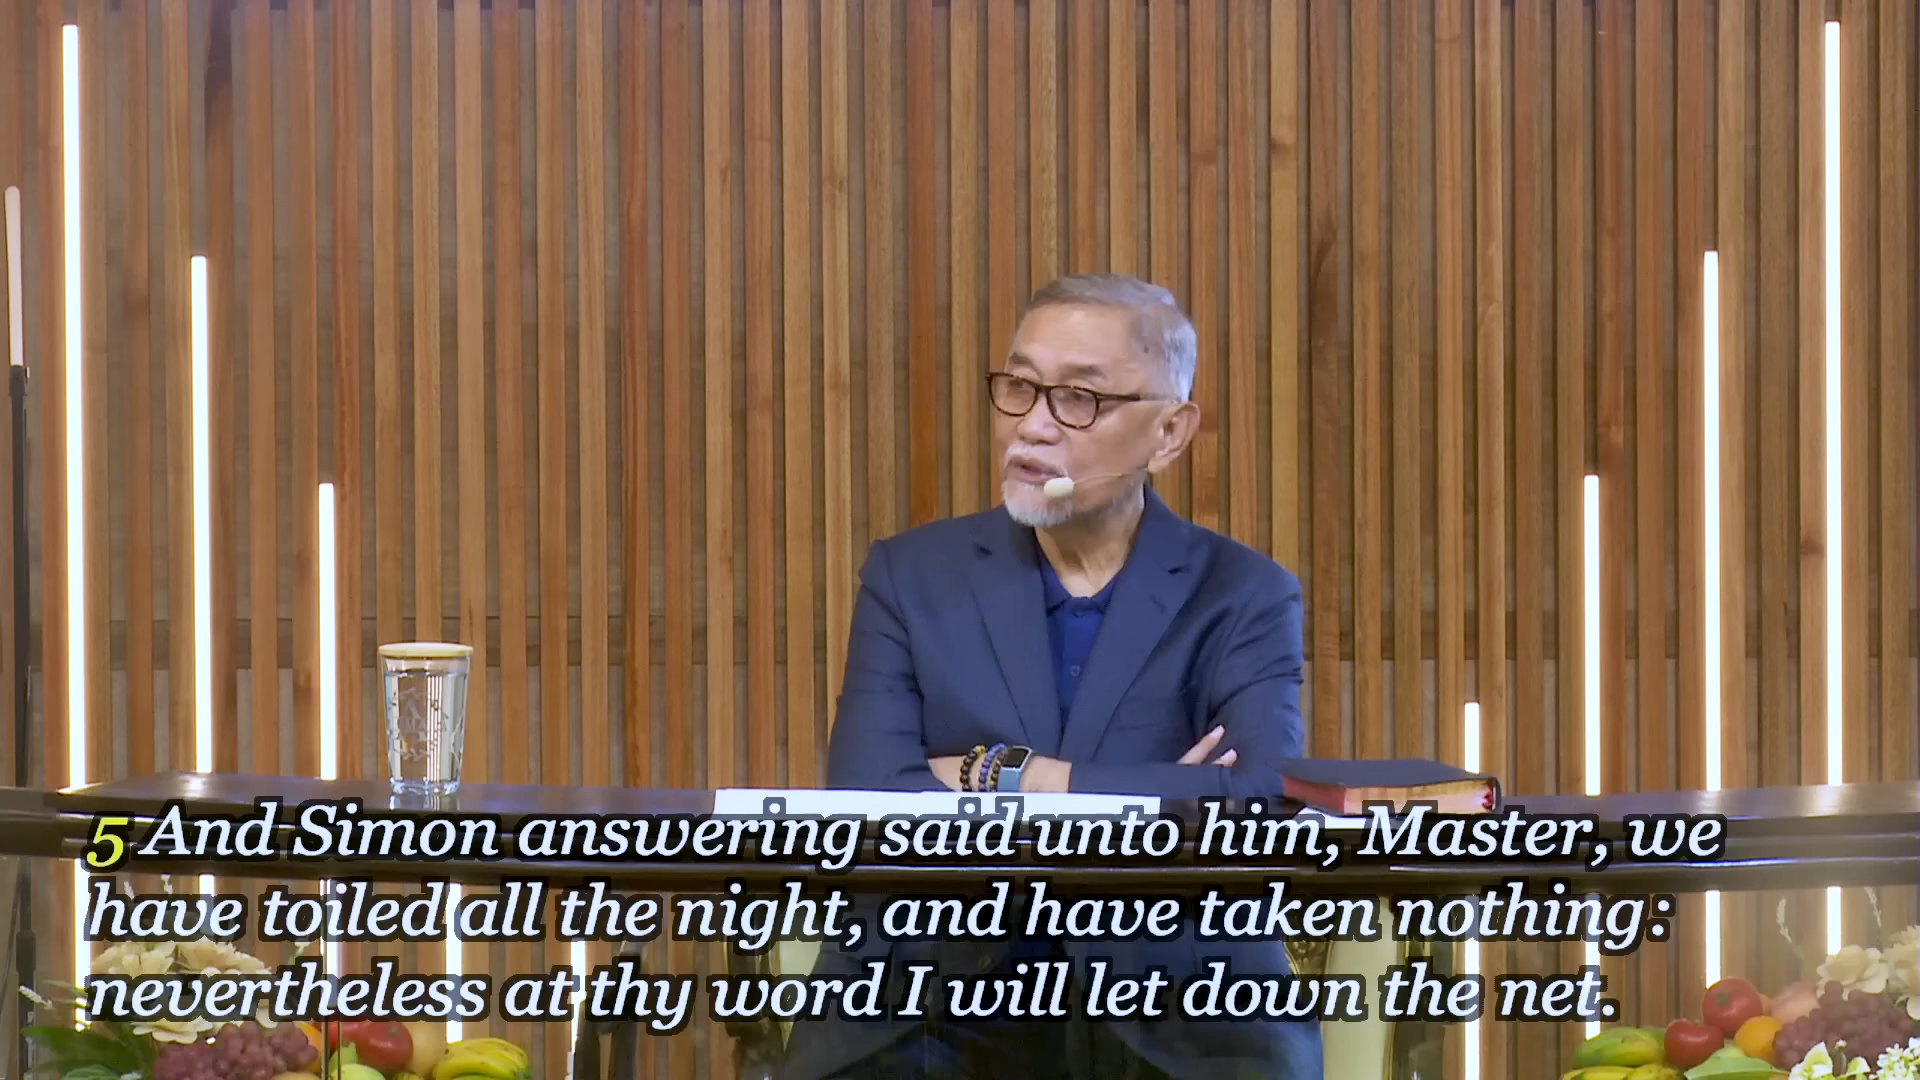 5 And Simon answering said unto him, Master, we
have toiled all the night, and have taken nothing:
nevertheless at thy word I will let down the net.